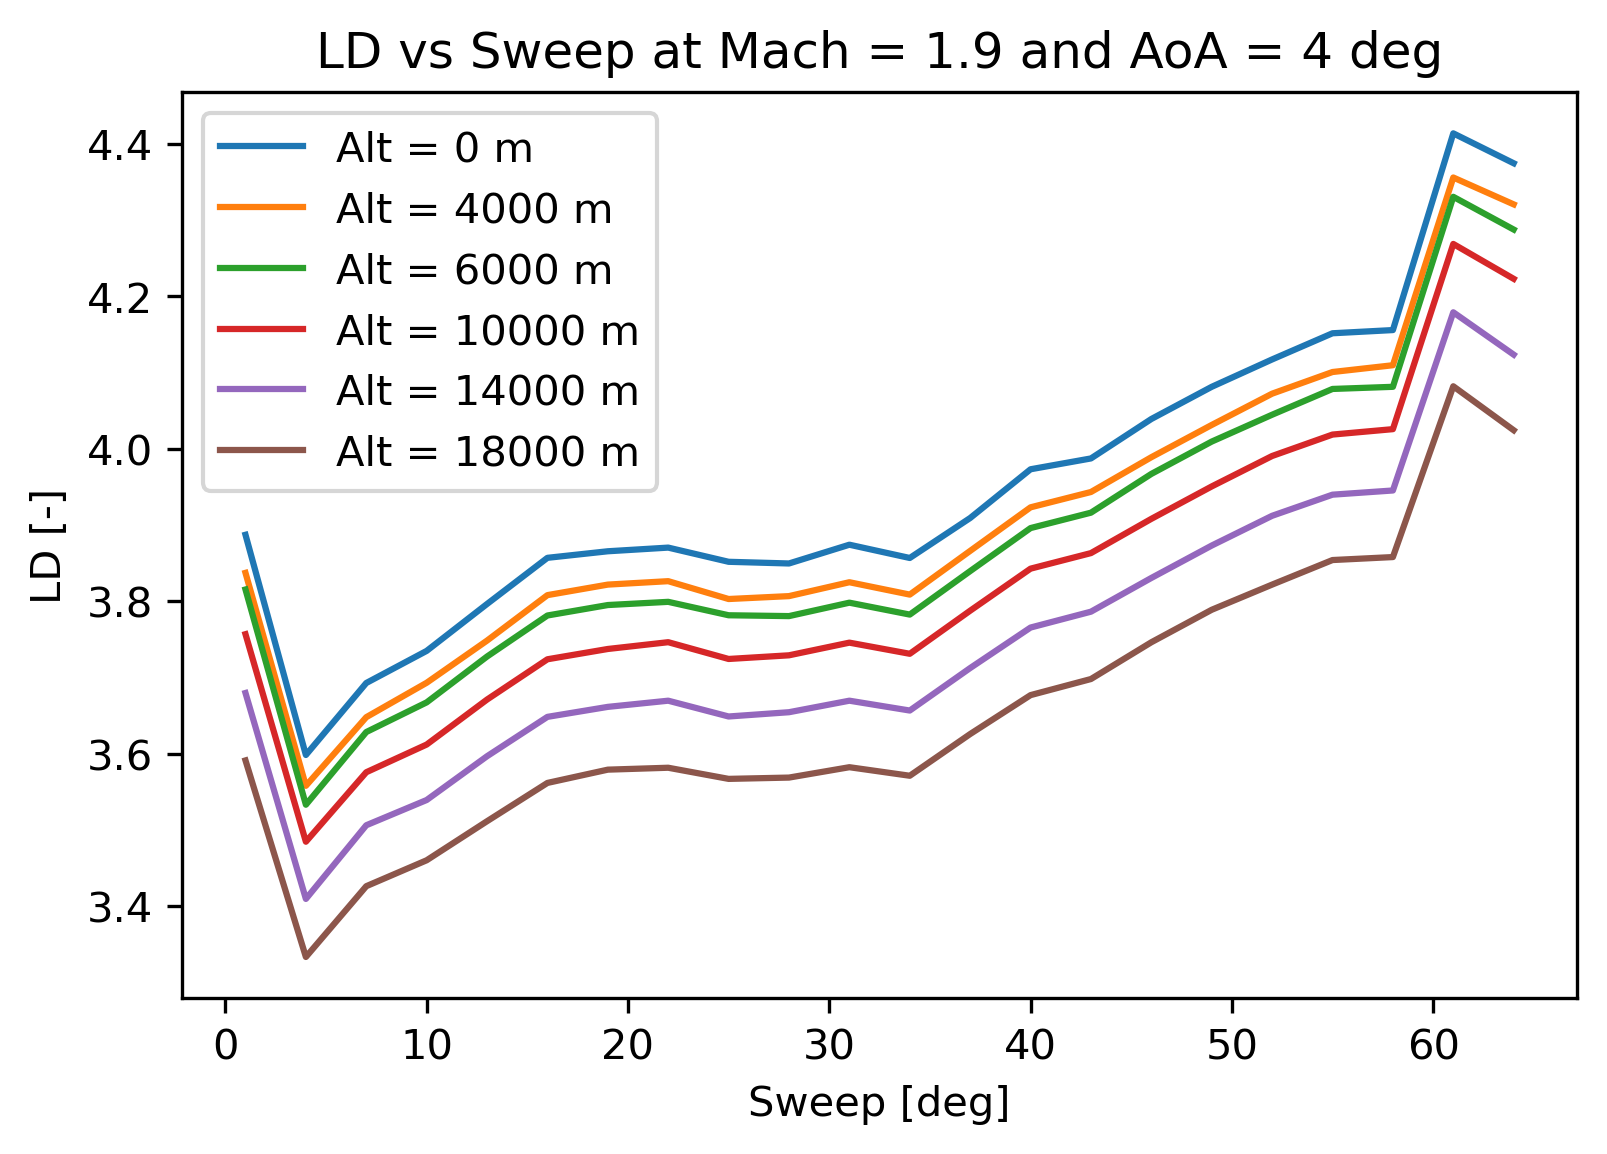 LD vs Sweep at Mach = 1.9 and AoA = 4 deg
Alt = 0 m
Alt = 4000 m
Alt = 6000 m
Alt = 10000 m
Alt = 14000 m
Alt = 18000 m
LD [-]
4.4
4.2
4.0
3.8
3.6
3.4
0 10 20 30 40 50 60
Sweep [deg]